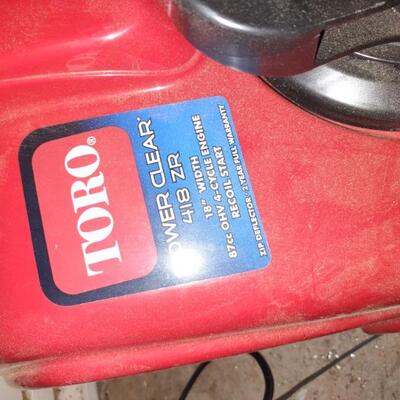 TORO®
POWER CLEAR®
418 ZR
18" WIDTH
87cc OHV 4-CYCLE ENGINE
RECOIL START
ZIP DEFLECTOR · 2 YEAR FULL WARRANTY